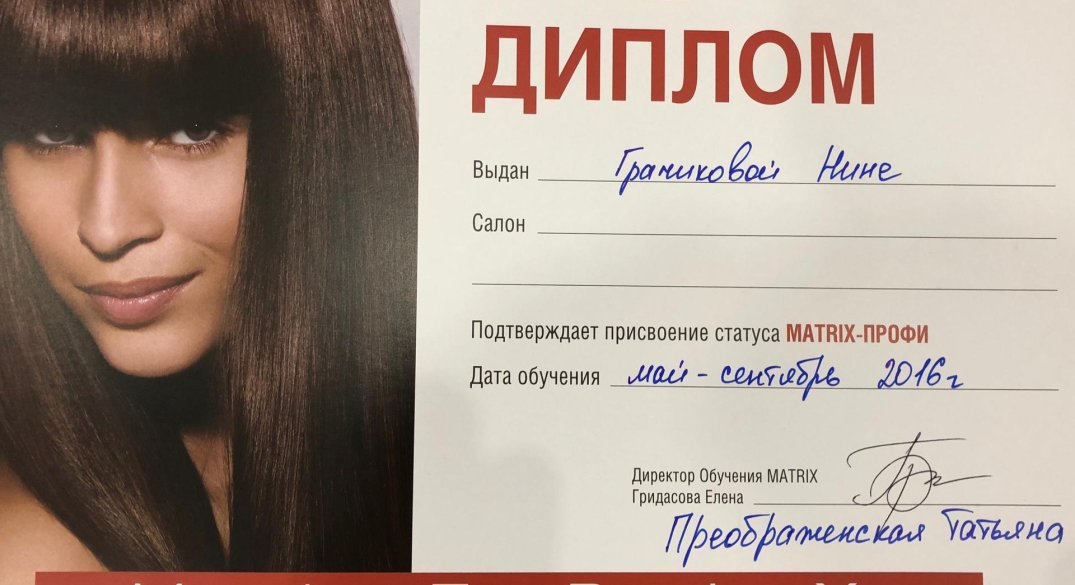 ДИПЛОМ
Выдан Граниковой Нине
Салон
Подтверждает присвоение статуса MATRIX-ПРОФИ
Дата обучения май - сентябрь 2016 г
Директор Обучения MATRIX
Гридасова Елена
Преображенская Татьяна